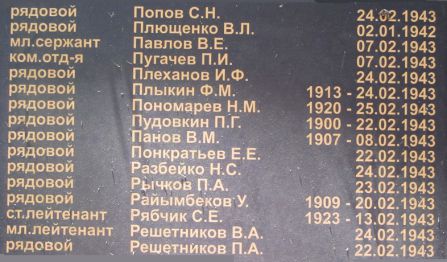 рядовой Попов С.Н. 24.02.1943
рядовой Плющенко В.Л. 02.01.1942
мл.сержант Павлов В.Е. 07.02.1943
ком.отд-я Пугачев П.И. 07.02.1943
рядовой Плеханов И.Ф. 24.02.1943
рядовой Плыкин Ф.М. 1913 - 24.02.1943
рядовой Пономарев Н.М. 1920 - 25.02.1943
рядовой Пудовкин П.Г. 1900 - 22.02.1943
рядовой Панов В.М. 1907 - 08.02.1943
рядовой Понкратьев Е.Е. 22.02.1943
рядовой Разбейко Н.С. 24.02.1943
рядовой Рычков П.А. 23.02.1943
рядовой Райымбеков У. 1909 - 20.02.1943
ст.лейтенант Рябчик С.Е. 1923 - 13.02.1943
мл.лейтенант Решетников В.А. 24.02.1943
рядовой Решетников П.А. 22.02.1943